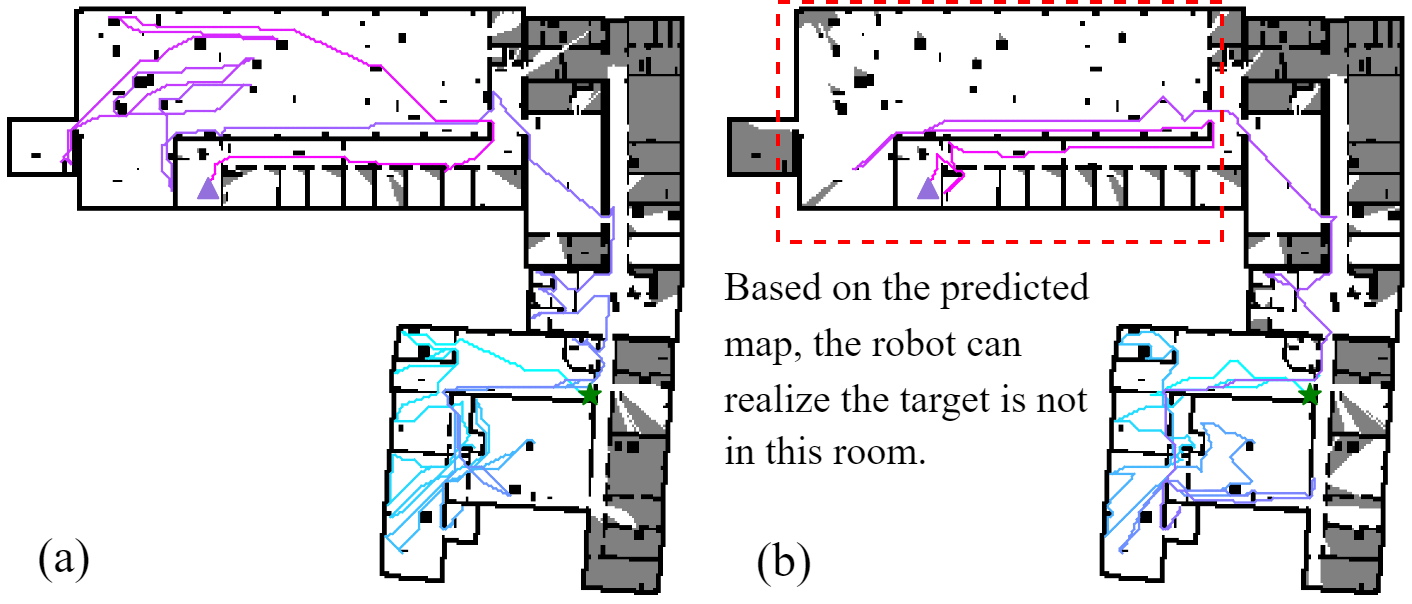 Based on the predicted
map, the robot can
realize the target is not
in this room.
(a)
(b)